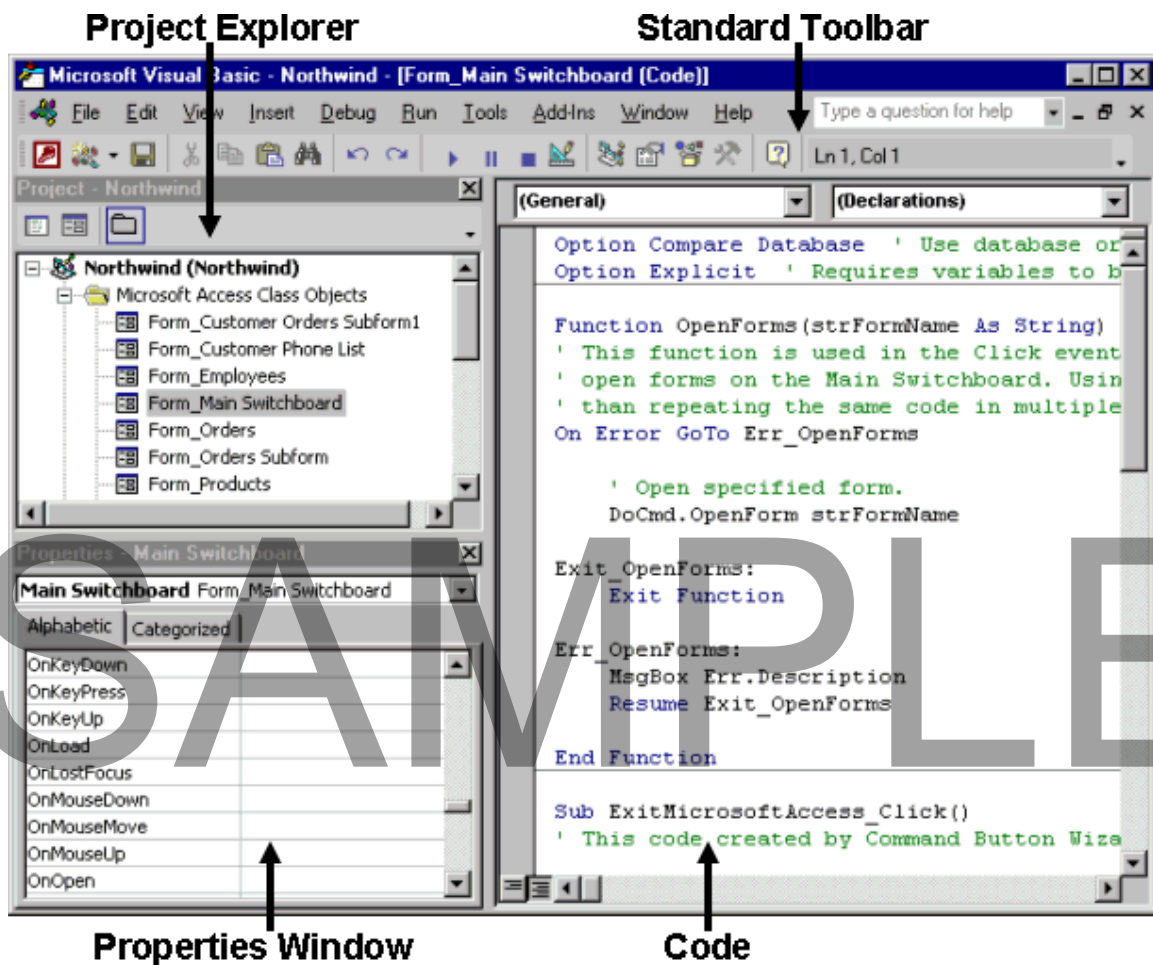 Project Explorer
Standard Toolbar
Microsoft Visual Basic - Northwind - [Form_Main Switchboard (Code)]
File Edit View Insert Debug Run Tools Add-Ins Window Help Type a question for help
Ln 1, Col 1
Project - Northwind
Northwind (Northwind)
Microsoft Access Class Objects
Form_Customer Orders Subform1
Form_Customer Phone List
Form_Employees
Form_Main Switchboard
Form_Orders
Form_Orders Subform
Form_Products
Properties - Main Switchboard
Main Switchboard Form_Main Switchboard
Alphabetic Categorized
OnKeyDown
OnKeyPress
OnKeyUp
OnLoad
OnLostFocus
OnMouseDown
OnMouseMove
OnMouseUp
OnOpen
(General) (Declarations)
Option Compare Database ' Use database or
Option Explicit ' Requires variables to b
Function OpenForms(strFormName As String)
' This function is used in the Click event
' open forms on the Main Switchboard. Usin
' than repeating the same code in multiple
On Error GoTo Err_OpenForms
' Open specified form.
DoCmd.OpenForm strFormName
Exit_OpenForms:
Exit Function
Err_OpenForms:
MsgBox Err.Description
Resume Exit_OpenForms
End Function
Sub ExitMicrosoftAccess_Click()
' This code created by Command Button Wiza
SAMPLE
Properties Window
Code